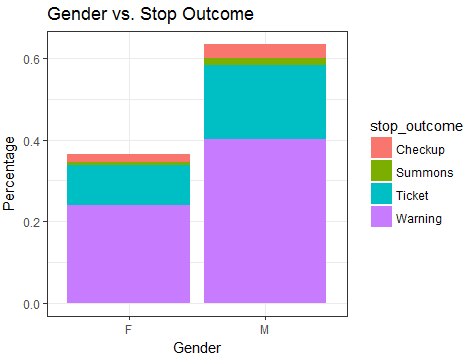 Gender vs. Stop Outcome
Percentage
0.6
0.4
0.2
0.0
F
M
Gender
stop_outcome
Checkup
Summons
Ticket
Warning